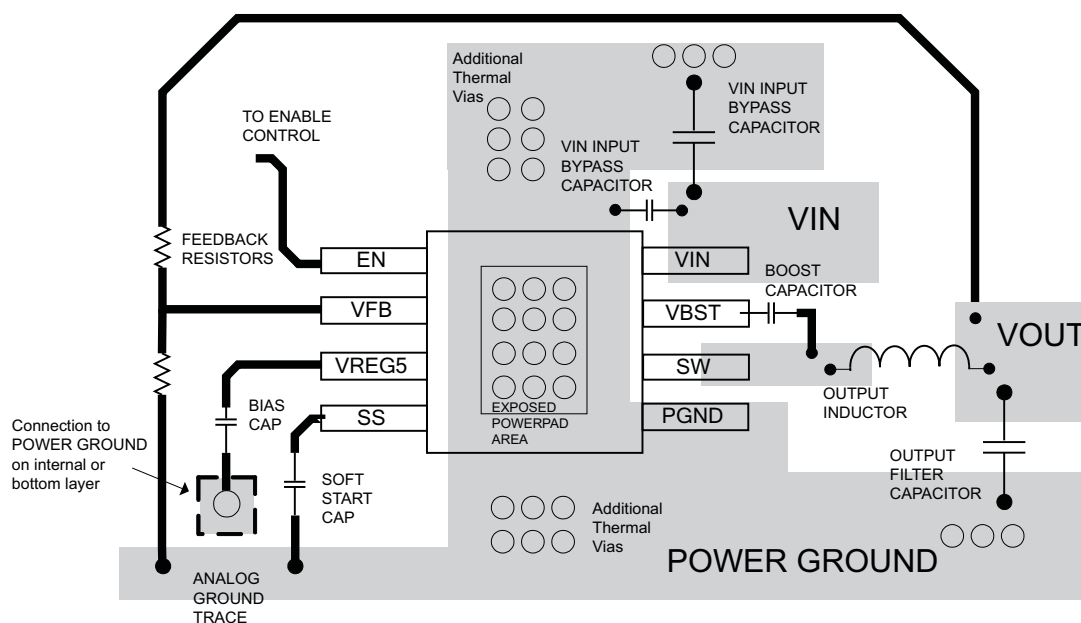 Additional
Thermal
Vias
VIN INPUT
BYPASS
CAPACITOR
TO ENABLE
CONTROL
VIN INPUT
BYPASS
CAPACITOR
VIN
FEEDBACK
RESISTORS
EN
VIN
BOOST
CAPACITOR
VFB
VBST
VOUT
VREG5
SW
OUTPUT
INDUCTOR
BIAS
CAP
SS
EXPOSED
POWERPAD
AREA
PGND
Connection to
POWER GROUND
on internal or
bottom layer
SOFT
START
CAP
OUTPUT
FILTER
CAPACITOR
Additional
Thermal
Vias
POWER GROUND
ANALOG
GROUND
TRACE